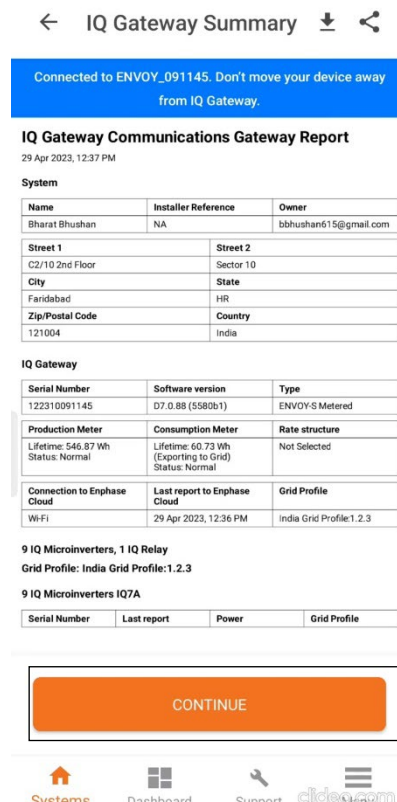 IQ Gateway Summary
Connected to ENVOY_091145. Don't move your device away
from IQ Gateway.
IQ Gateway Communications Gateway Report
29 Apr 2023, 12:37 PM
System
Name Installer Reference Owner
Bharat Bhushan NA bbhushan615@gmail.com
Street 1 Street 2
C2/10 2nd Floor Sector 10
City State
Faridabad HR
Zip/Postal Code Country
121004 India
IQ Gateway
Serial Number Software version Type
122310091145 D7.0.88 (5580b1) ENVOY-S Metered
Production Meter Consumption Meter Rate structure
Lifetime: 546.87 Wh Lifetime: 60.73 Wh Not Selected
Status: Normal (Exporting to Grid)
Status: Normal
Connection to Enphase Last report to Enphase Grid Profile
Cloud Cloud
Wi-Fi 29 Apr 2023, 12:36 PM India Grid Profile:1.2.3
9 IQ Microinverters, 1 IQ Relay
Grid Profile: India Grid Profile:1.2.3
9 IQ Microinverters IQ7A
Serial Number Last report Power Grid Profile
CONTINUE
Systems Dashboard Support
clideo.com